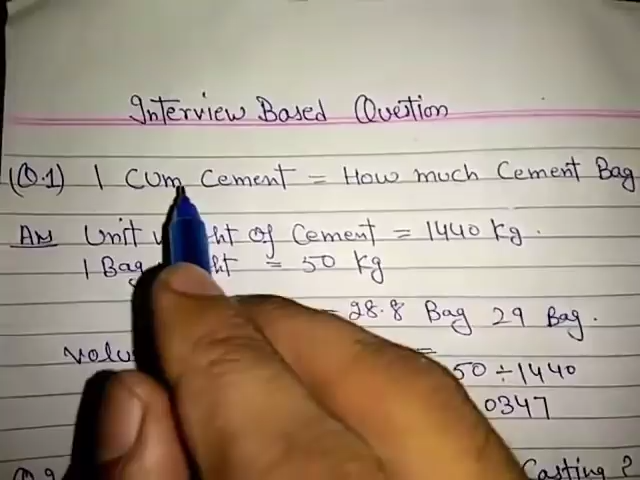 Interview Based Question
(Q.1) 1 CUM Cement = How much Cement Bag
Ans Unit of Cement = 1440 Kg.
1 Bag = 50 Kg
= 28.8 Bag 29 Bag.
=
50 ÷ 1440
0347
Casting ?